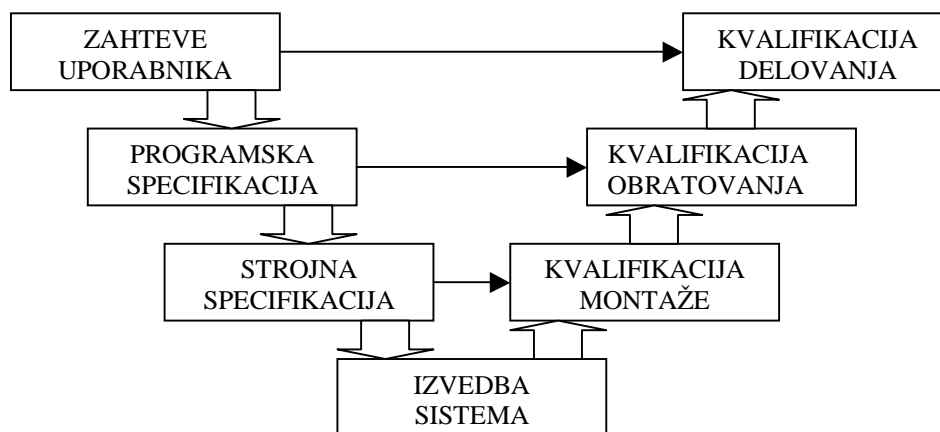 ZAHTEVE
UPORABNIKA
KVALIFIKACIJA
DELOVANJA
PROGRAMSKA
SPECIFIKACIJA
KVALIFIKACIJA
OBRATOVANJA
STROJNA
SPECIFIKACIJA
KVALIFIKACIJA
MONTAŽE
IZVEDBA
SISTEMA